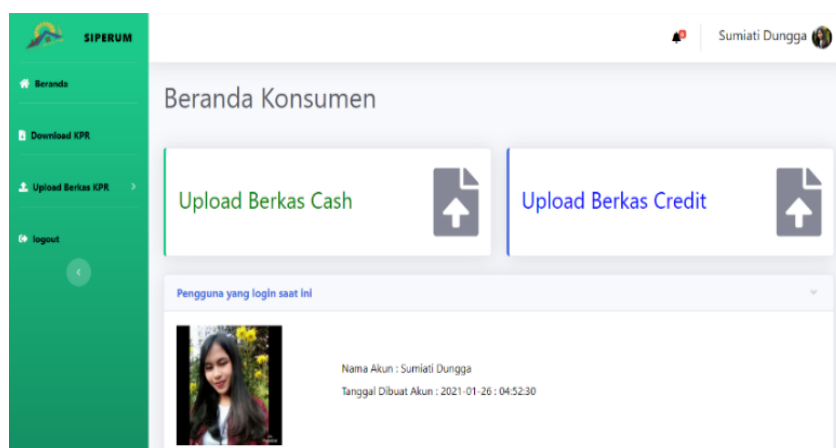 SIPERUM
Sumiati Dungga
Beranda
Beranda Konsumen
Download KPR
Upload Berkas KPR
Upload Berkas Cash
Upload Berkas Credit
logout
Pengguna yang login saat ini
Nama Akun : Sumiati Dungga
Tanggal Dibuat Akun : 2021-01-26 : 04:52:30